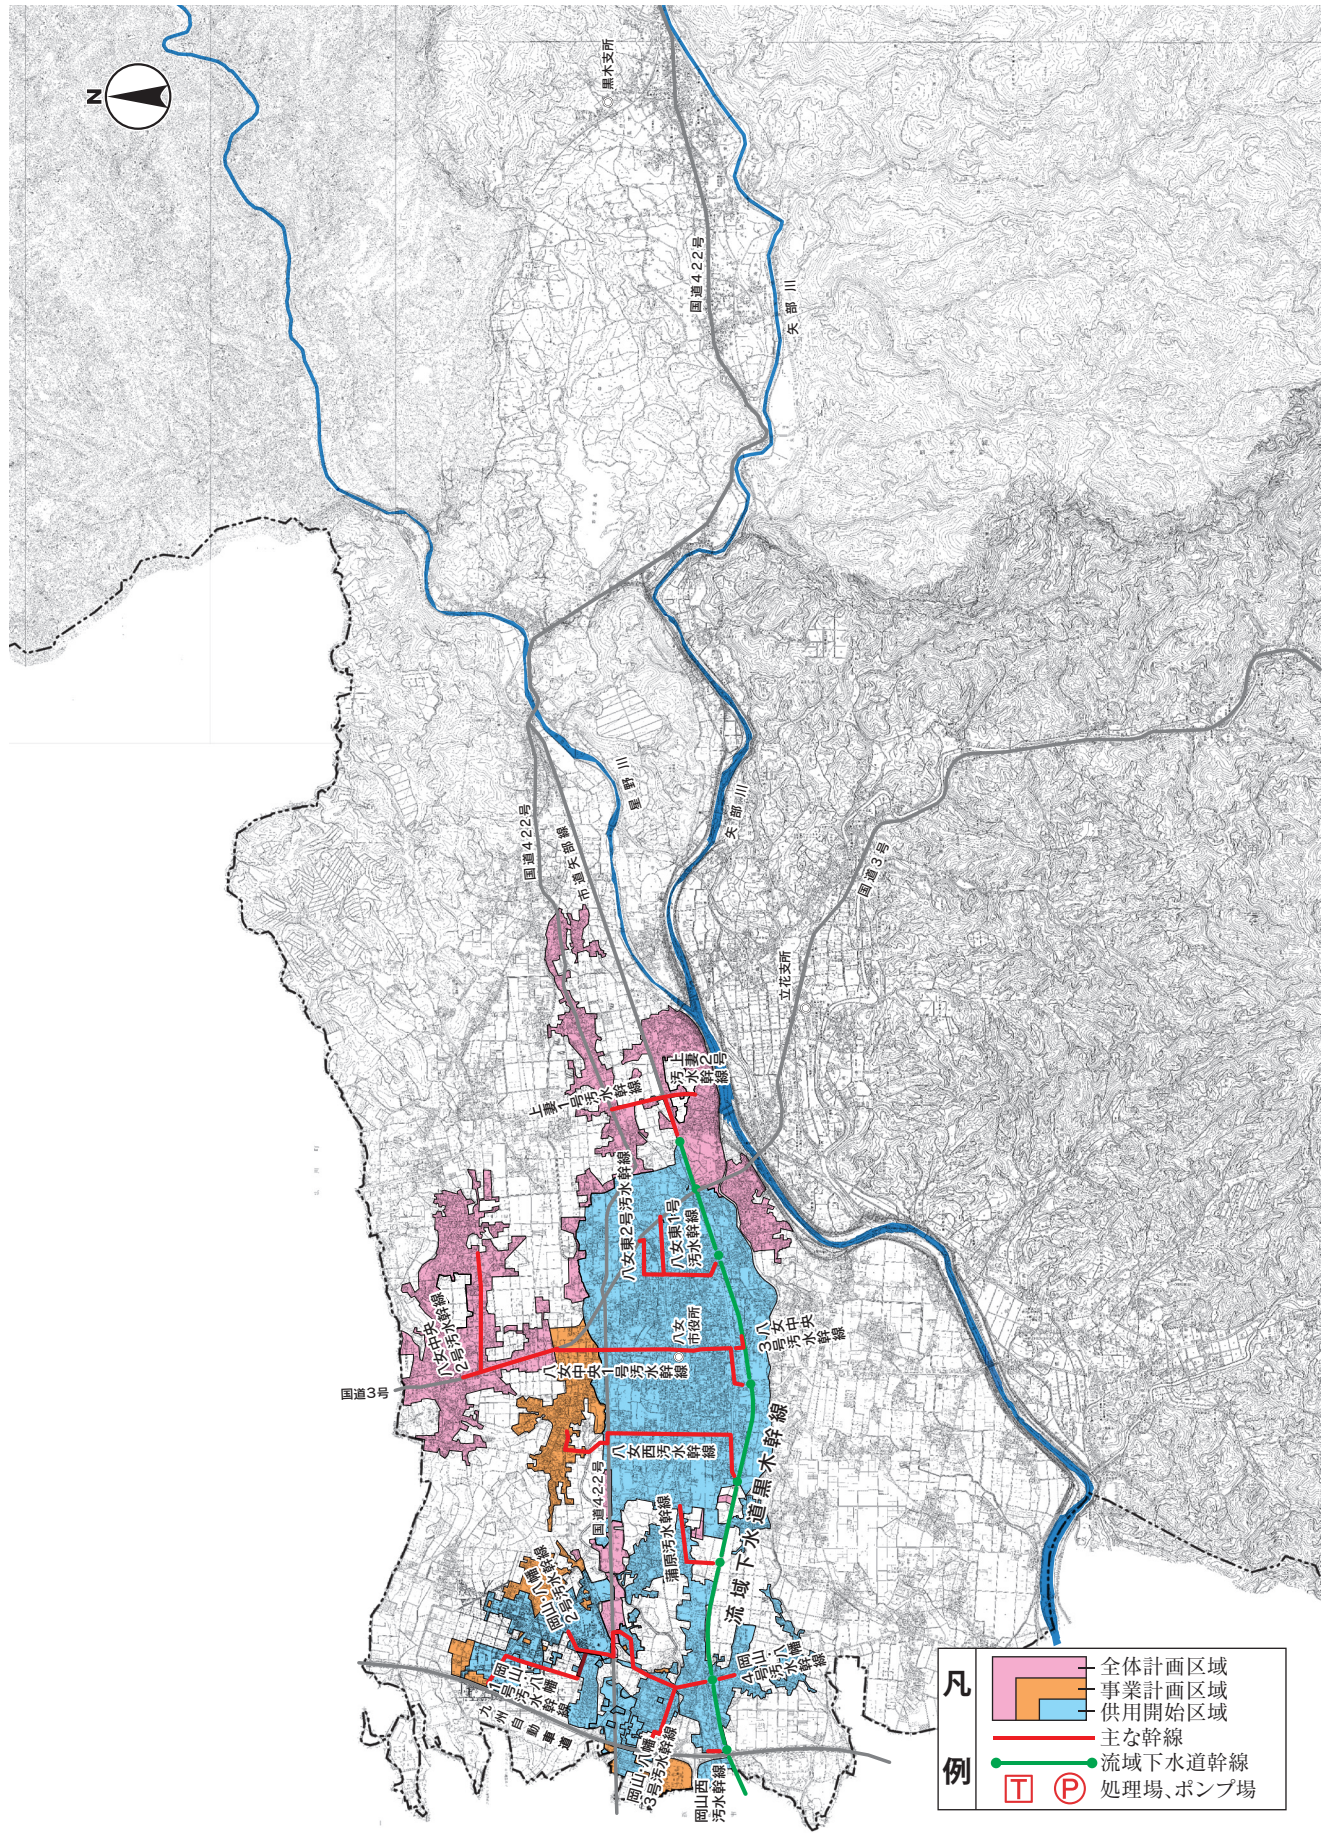 N
黒木支所
国道422号
矢部川
星野川
国道422号
市道矢部線
矢部川
国道3号
立花支所
上妻1号汚水幹線
上妻2号
汚水幹線
八女東2号汚水幹線
八女東1号
汚水幹線
八女中央
2号汚水幹線
国道3号
八女
市役所
八女中央1号汚水幹線
八女中央
3号汚水幹線
八女西汚水幹線
国道422号
流域下水道黒木幹線
蒲原汚水幹線
岡山・八幡
2号汚水幹線
岡山・八幡
1号汚水幹線
岡山・八幡
4号汚水幹線
九州自動車道
岡山・八幡
3号汚水幹線
岡山西
汚水幹線
凡例
全体計画区域
事業計画区域
供用開始区域
主な幹線
流域下水道幹線
T P 処理場、ポンプ場